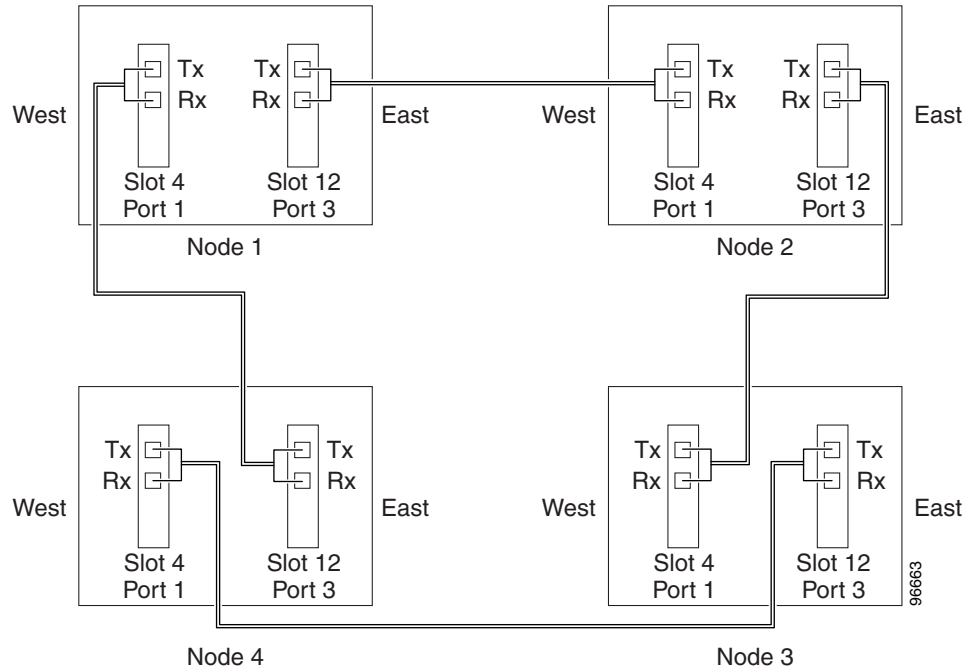 Tx
Rx
Tx
Rx
Tx
Rx
Tx
Rx
West
East
West
East
Slot 4
Port 1
Slot 12
Port 3
Slot 4
Port 1
Slot 12
Port 3
Node 1
Node 2
Tx
Rx
Tx
Rx
Tx
Rx
Tx
Rx
West
East
West
East
Slot 4
Port 1
Slot 12
Port 3
Slot 4
Port 1
Slot 12
Port 3
96663
Node 4
Node 3